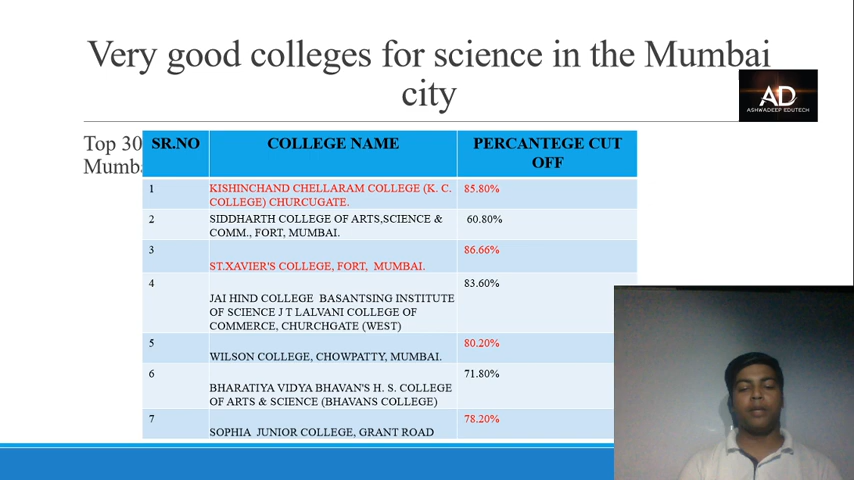 Very good colleges for science in the Mumbai
city
AD
ASHWADEEP EDUTECH
Top 30
Mumb
SR.NO COLLEGE NAME PERCANTEGE CUT
OFF
1 KISHINCHAND CHELLARAM COLLEGE (K. C. 85.80%
COLLEGE) CHURCUGATE.
2 SIDDHARTH COLLEGE OF ARTS,SCIENCE & 60.80%
COMM., FORT, MUMBAI.
3 86.66%
ST.XAVIER'S COLLEGE, FORT, MUMBAI.
4 83.60%
JAI HIND COLLEGE BASANTSING INSTITUTE
OF SCIENCE J T LALVANI COLLEGE OF
COMMERCE, CHURCHGATE (WEST)
5 80.20%
WILSON COLLEGE, CHOWPATTY, MUMBAI.
6 71.80%
BHARATIYA VIDYA BHAVAN'S H. S. COLLEGE
OF ARTS & SCIENCE (BHAVANS COLLEGE)
7 78.20%
SOPHIA JUNIOR COLLEGE, GRANT ROAD